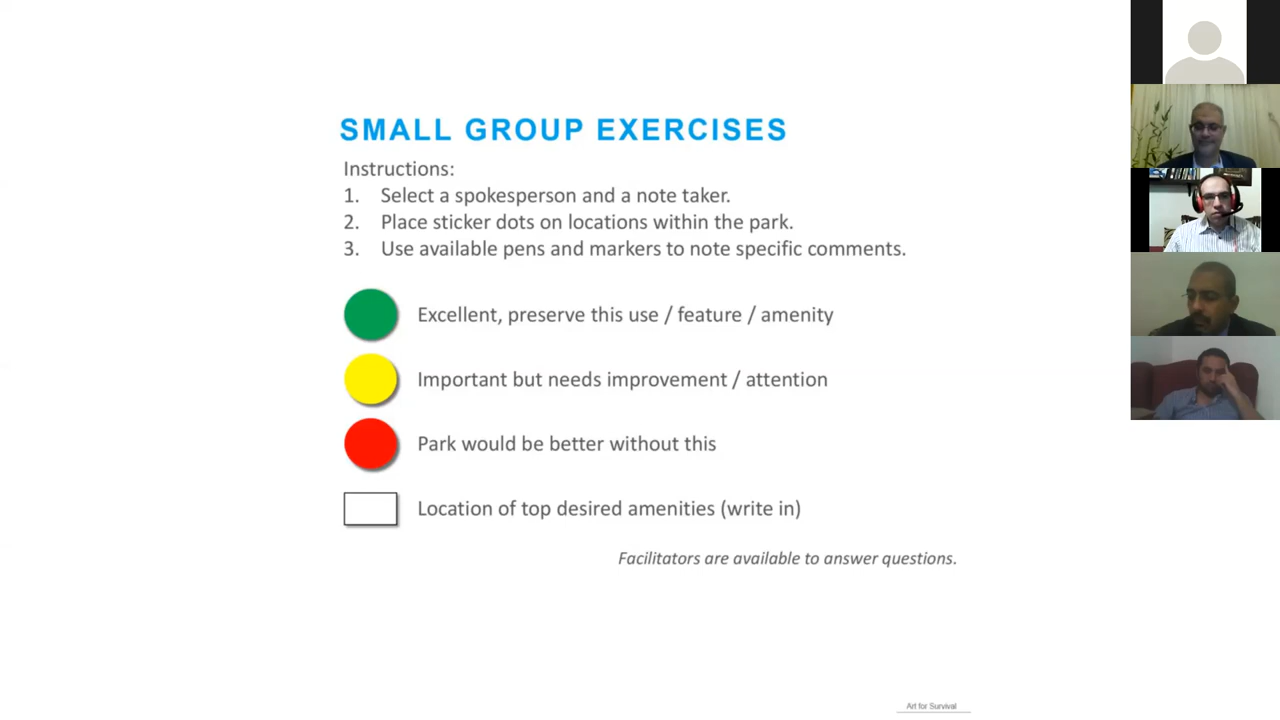 SMALL GROUP EXERCISES
Instructions:
1. Select a spokesperson and a note taker.
2. Place sticker dots on locations within the park.
3. Use available pens and markers to note specific comments.
Excellent, preserve this use / feature / amenity
Important but needs improvement / attention
Park would be better without this
Location of top desired amenities (write in)
Facilitators are available to answer questions.
Art for Survival